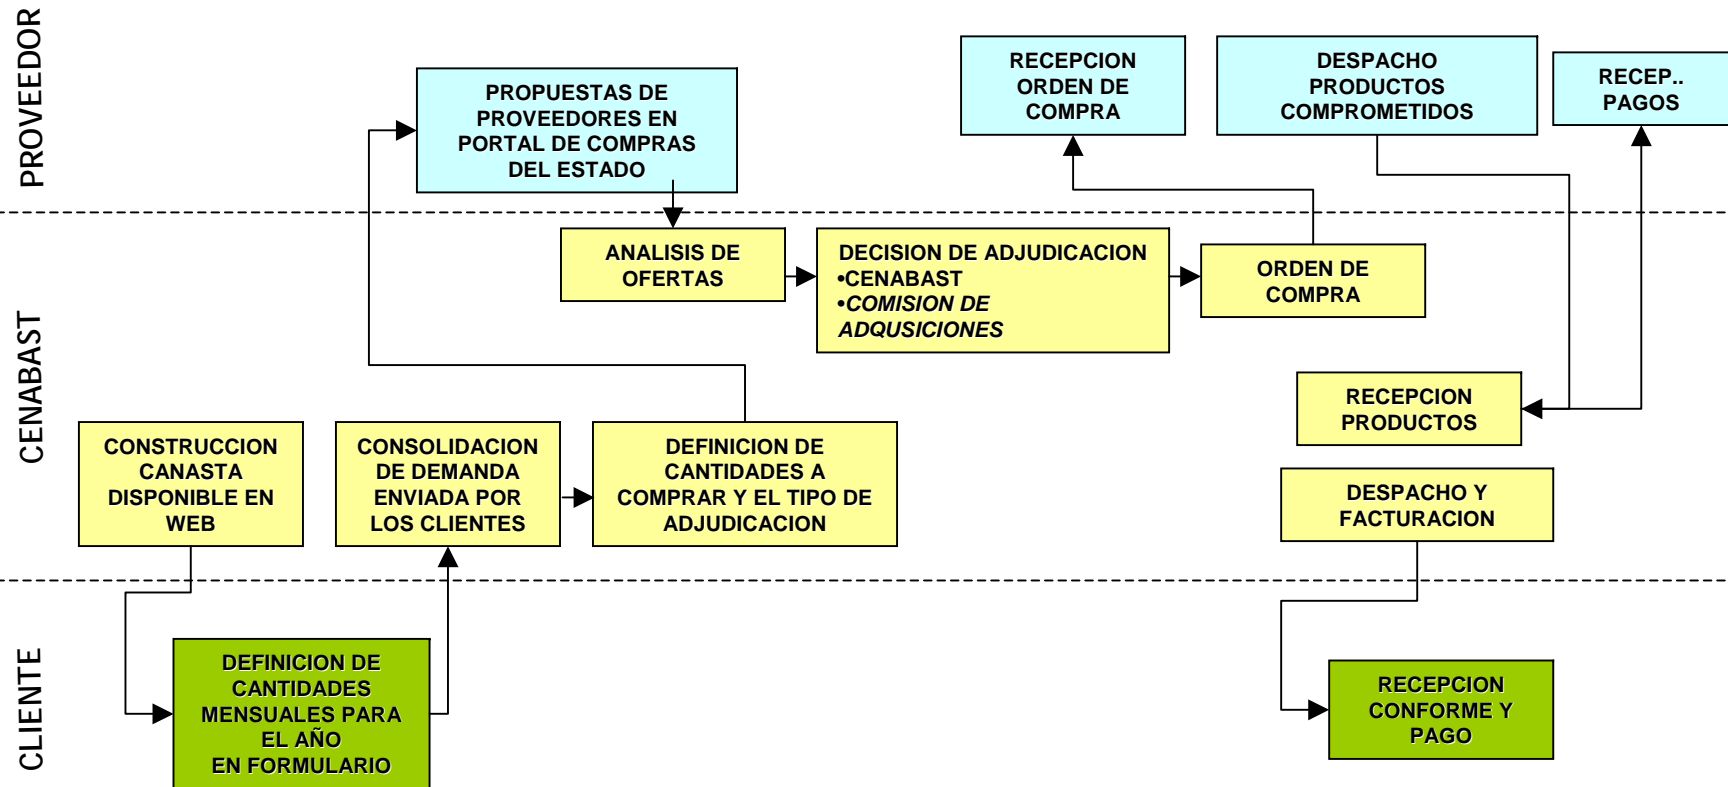 PROVEEDOR
PROPUESTAS DE
PROVEEDORES EN
PORTAL DE COMPRAS
DEL ESTADO
RECEPCION
ORDEN DE
COMPRA
DESPACHO
PRODUCTOS
COMPROMETIDOS
RECEP..
PAGOS
CENABAST
ANALISIS DE
OFERTAS
DECISION DE ADJUDICACION
•CENABAST
•COMISION DE
ADQUSICIONES
ORDEN DE
COMPRA
RECEPCION
PRODUCTOS
CONSTRUCCION
CANASTA
DISPONIBLE EN
WEB
CONSOLIDACION
DE DEMANDA
ENVIADA POR
LOS CLIENTES
DEFINICION DE
CANTIDADES A
COMPRAR Y EL TIPO DE
ADJUDICACION
DESPACHO Y
FACTURACION
CLIENTE
DEFINICION DE
CANTIDADES
MENSUALES PARA
EL AÑO
EN FORMULARIO
RECEPCION
CONFORME Y
PAGO